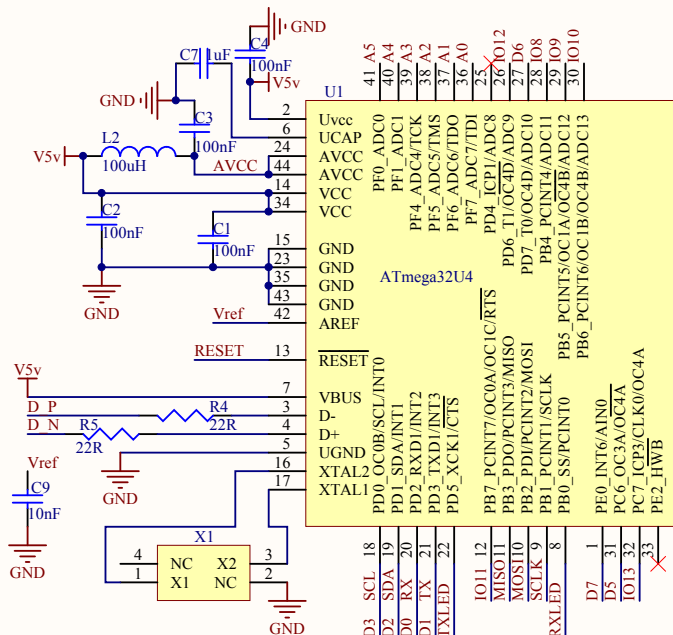 GND
C4
100nF
C7
1uF
V5v
GND
C3
100nF
V5v
L2
100uH
AVCC
C2
100nF
C1
100nF
GND
Vref
RESET
V5v
D_P
R4
22R
D_N
R5
22R
GND
Vref
C9
10nF
GND
X1
4 NC X2 3
1 X1 NC 2
GND
U1
ATmega32U4
2 Uvcc
6 UCAP
24 AVCC
44 AVCC
14 VCC
34 VCC
15 GND
23 GND
35 GND
43 GND
42 AREF
13 RESET
7 VBUS
3 D-
4 D+
5 UGND
16 XTAL2
17 XTAL1
A5 41 PF0_ADC0
A4 40 PF1_ADC1
A3 39 PF4_ADC4/TCK
A2 38 PF5_ADC5/TMS
A1 37 PF6_ADC6/TDO
A0 36 PF7_ADC7/TDI
25 PD4_ICP1/ADC8
IO12 26 PD6_T1/OC4D/ADC9
D6 27 PD7_T0/OC4D/ADC10
IO8 28 PB4_PCINT4/ADC11
IO9 29 PB5_PCINT5/OC1A/OC4B/ADC12
IO10 30 PB6_PCINT6/OC1B/OC4B/ADC13
PD0_OC0B/SCL/INT0 18 SCL D3
PD1_SDA/INT1 19 SDA D2
PD2_RXD1/INT2 20 RX D0
PD3_TXD1/INT3 21 TX D1
PD5_XCK1/CTS 22 TXLED
PB7_PCINT7/OC0A/OC1C/RTS 12 IO11
PB3_PDO/PCINT3/MISO 11 MISO
PB2_PDI/PCINT2/MOSI 10 MOSI
PB1_PCINT1/SCLK 9 SCLK
PB0_SS/PCINT0 8 RXLED
PE0_INT6/AIN0 1 D7
PC6_OC3A/OC4A 31 D5
PC7_ICP3/CLK0/OC4A 32 IO13
PE2_HWB 33